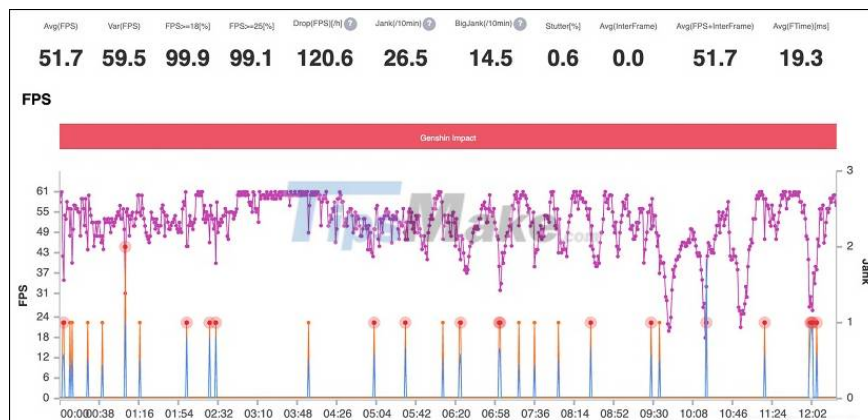 Avg(FPS) Var(FPS) FPS>=18[%] FPS>=25[%] Drop(FPS)[/h] ? Jank(/10min) ? BigJank(/10min) ? Stutter[%] Avg(InterFrame) Avg(FPS+InterFrame) Avg(FTime)[ms]
51.7 59.5 99.9 99.1 120.6 26.5 14.5 0.6 0.0 51.7 19.3
FPS
Genshin Impact
61
55
49
43
37
31
24
18
12
6
0
FPS
3
2
1
0
Jank
TipsMake.com
00:00 00:38 01:16 01:54 02:32 03:10 03:48 04:26 05:04 05:42 06:20 06:58 07:36 08:14 08:52 09:30 10:08 10:46 11:24 12:02